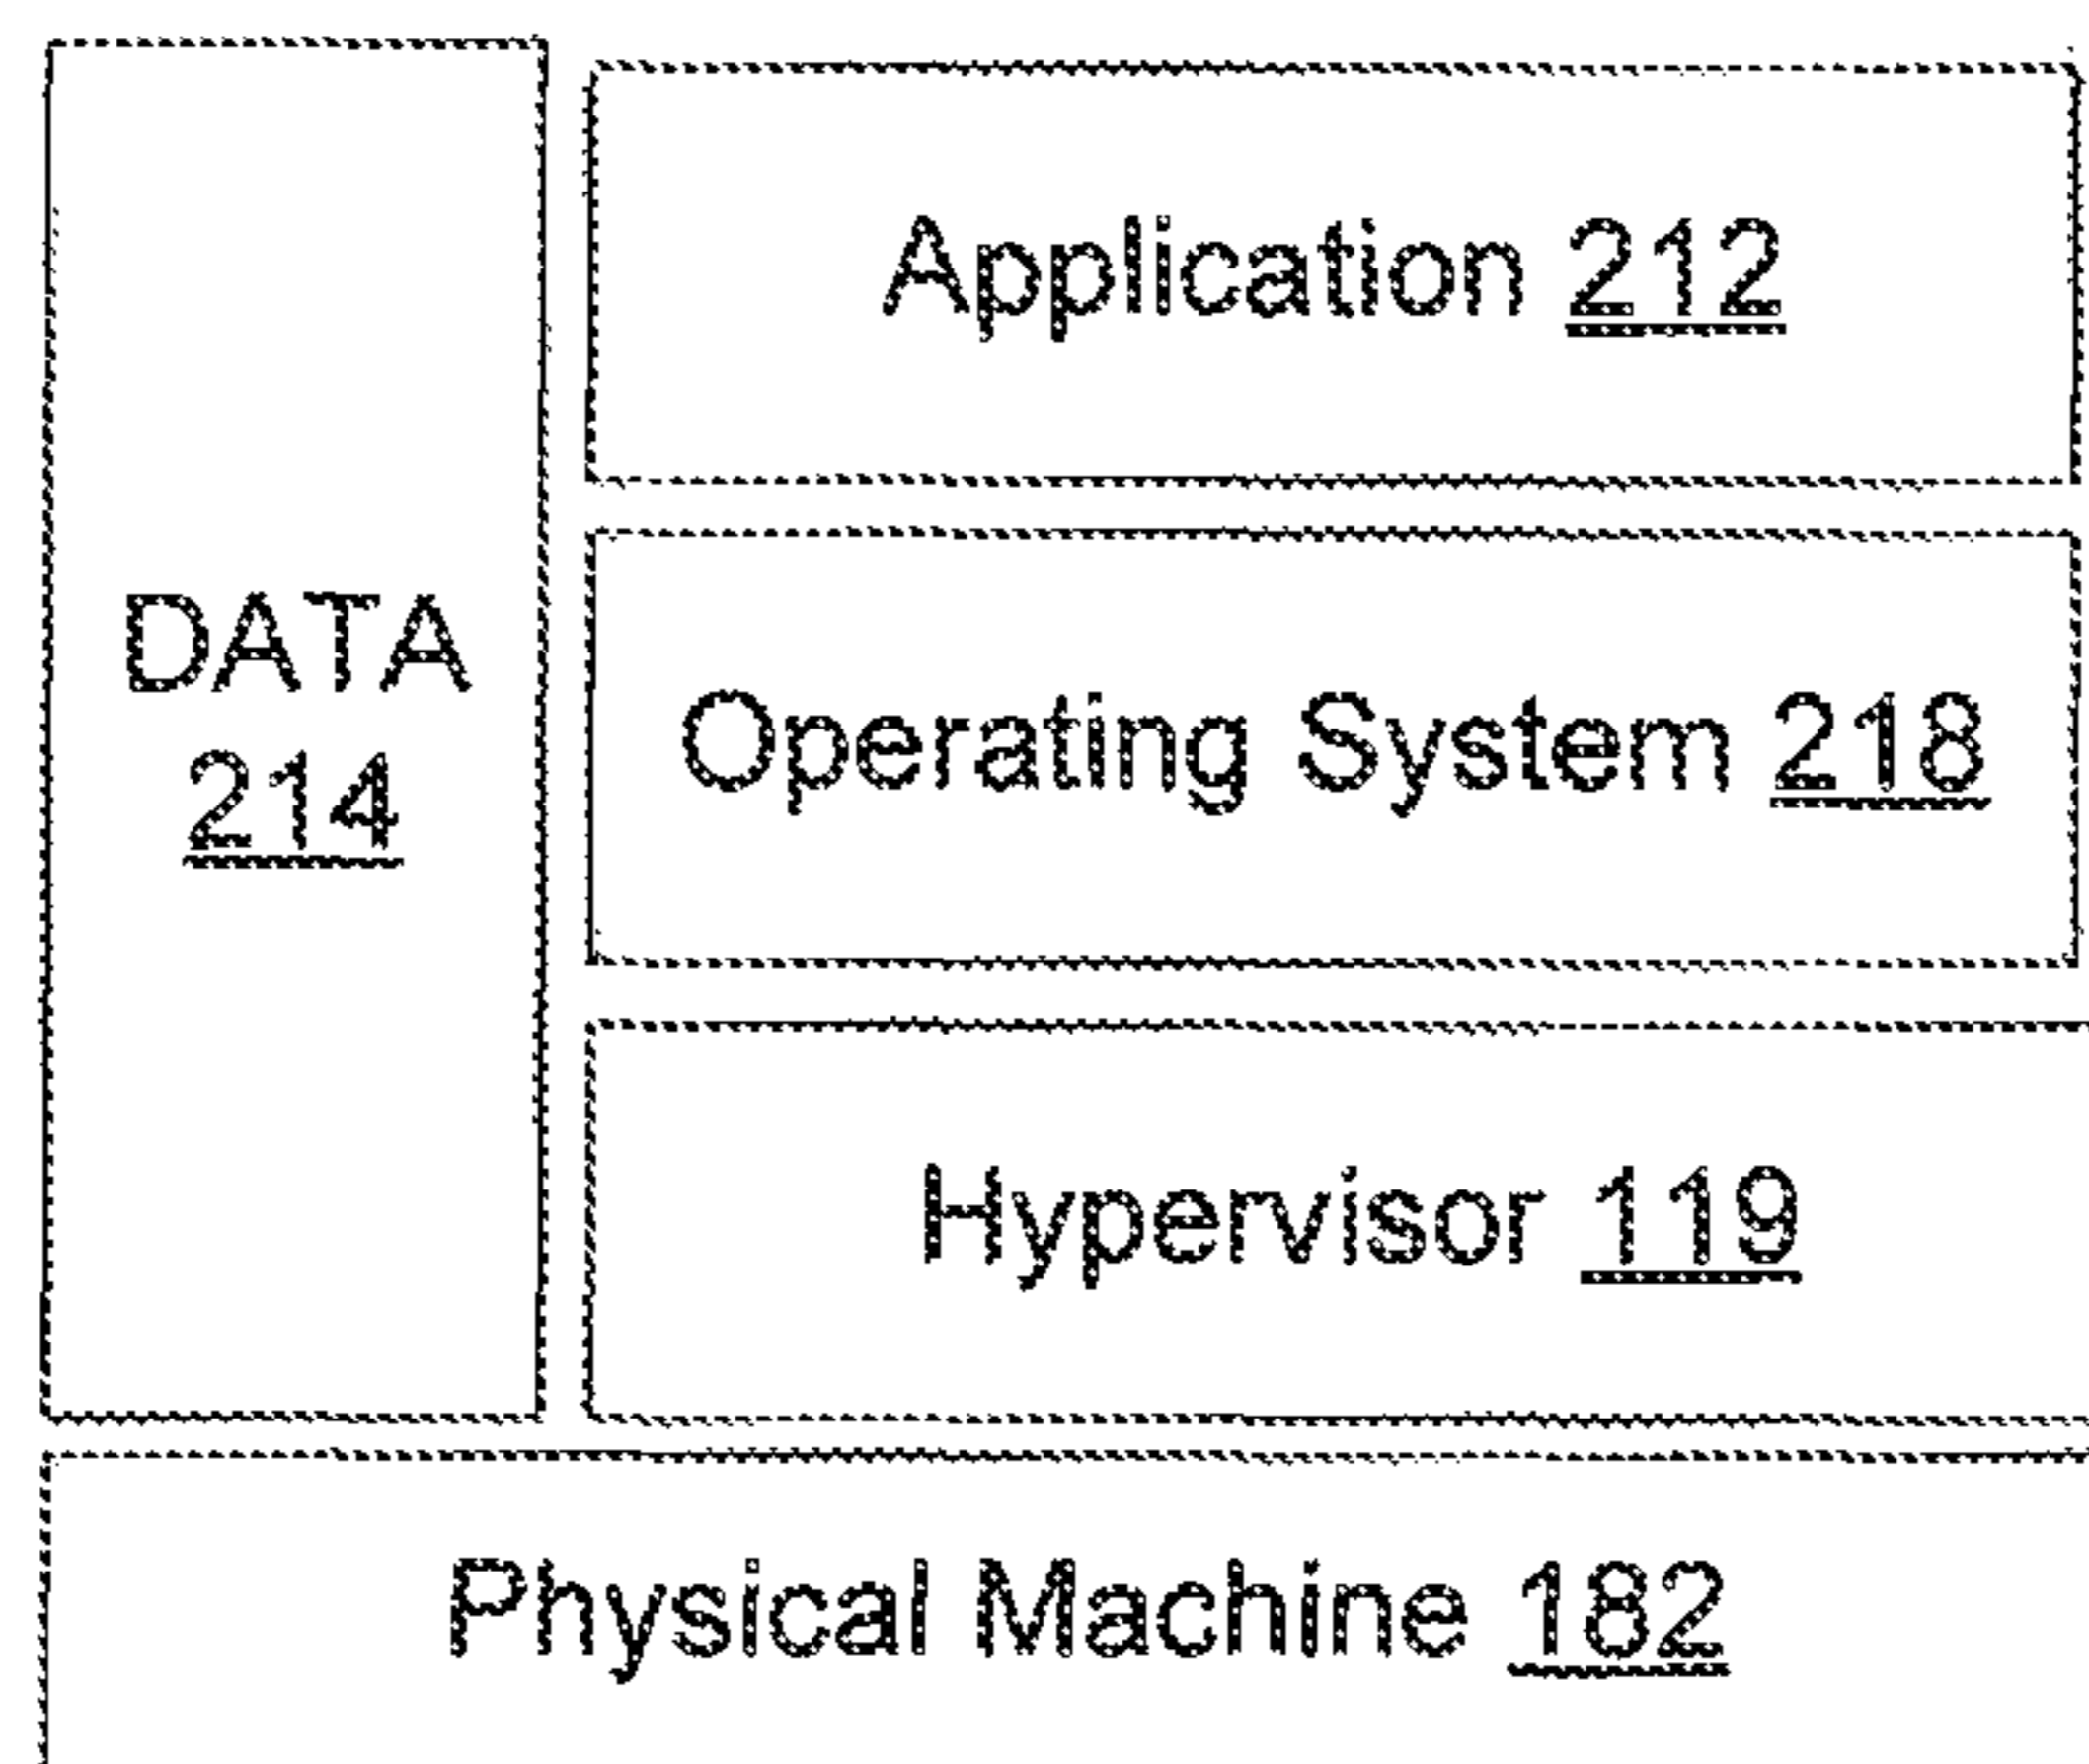 DATA
214
Application 212
Operating System 218
Hypervisor 119
Physical Machine 182